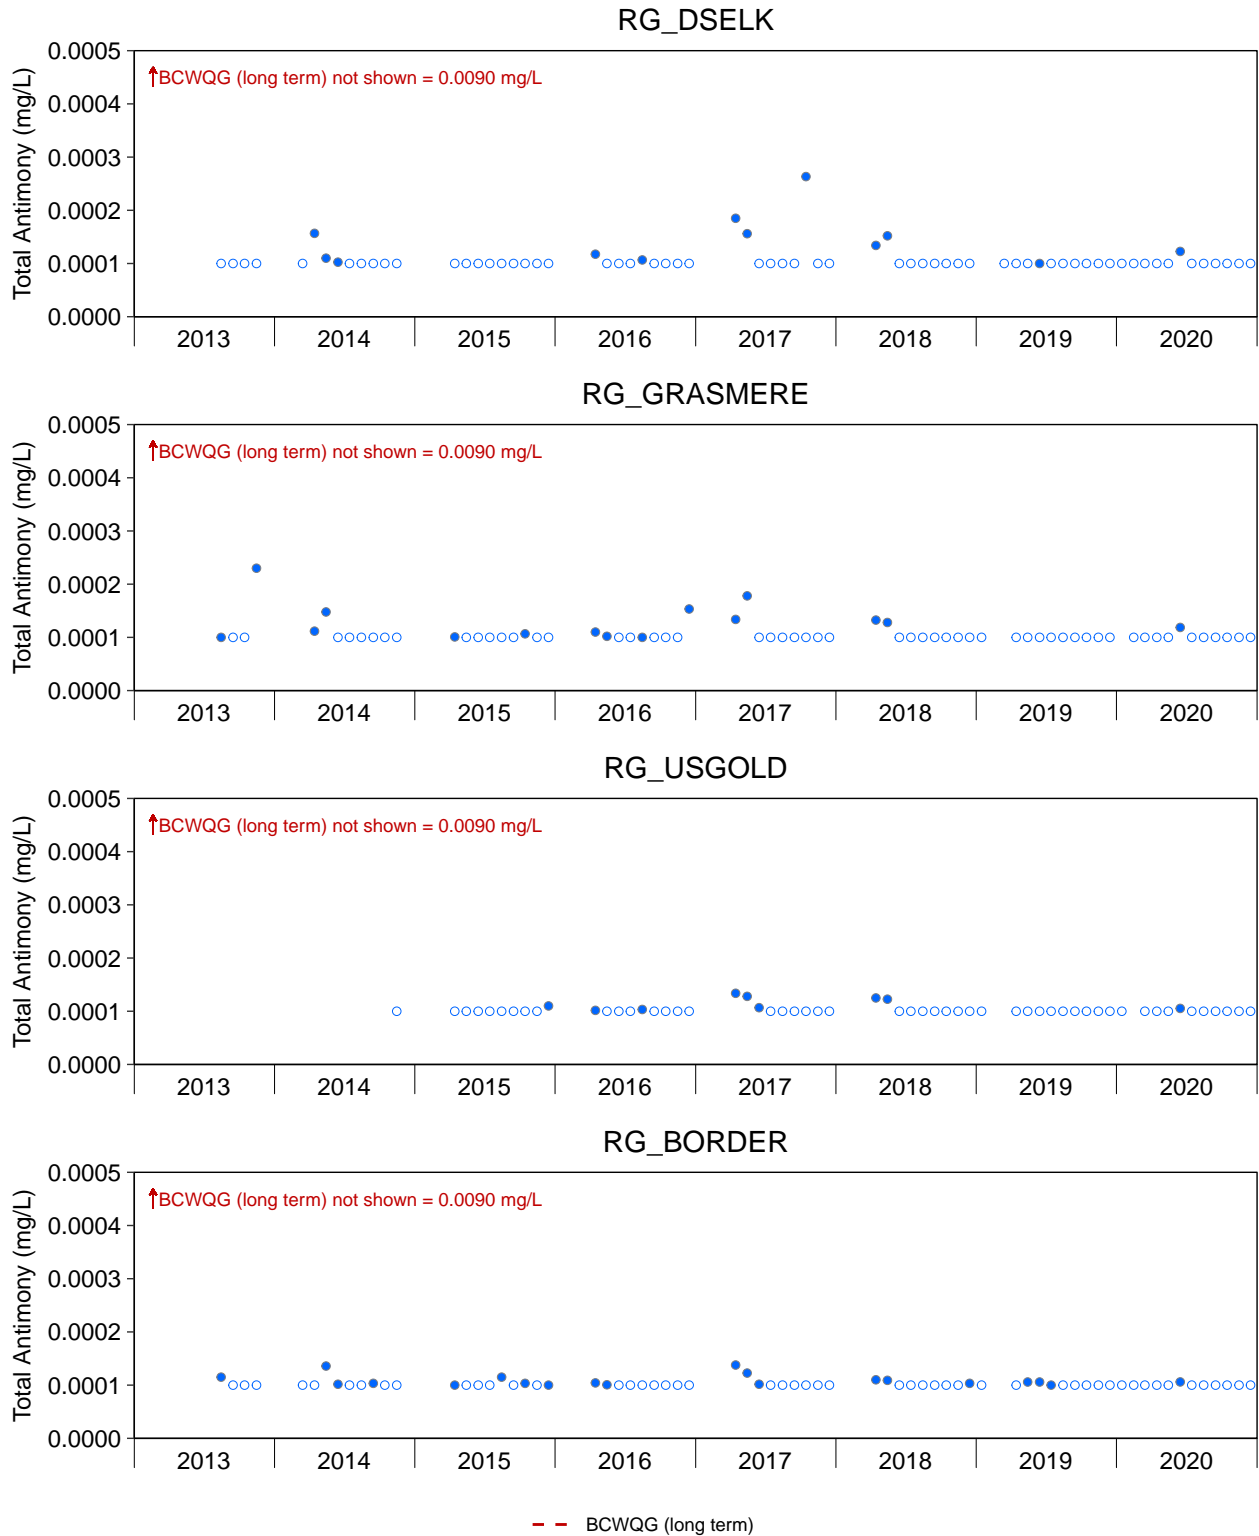 RG_DSELK
Total Antimony (mg/L)
0.0005
0.0004
0.0003
0.0002
0.0001
0.0000
BCWQG (long term) not shown = 0.0090 mg/L
2013 2014 2015 2016 2017 2018 2019 2020
RG_GRASMERE
Total Antimony (mg/L)
0.0005
0.0004
0.0003
0.0002
0.0001
0.0000
BCWQG (long term) not shown = 0.0090 mg/L
2013 2014 2015 2016 2017 2018 2019 2020
RG_USGOLD
Total Antimony (mg/L)
0.0005
0.0004
0.0003
0.0002
0.0001
0.0000
BCWQG (long term) not shown = 0.0090 mg/L
2013 2014 2015 2016 2017 2018 2019 2020
RG_BORDER
Total Antimony (mg/L)
0.0005
0.0004
0.0003
0.0002
0.0001
0.0000
BCWQG (long term) not shown = 0.0090 mg/L
2013 2014 2015 2016 2017 2018 2019 2020
BCWQG (long term)